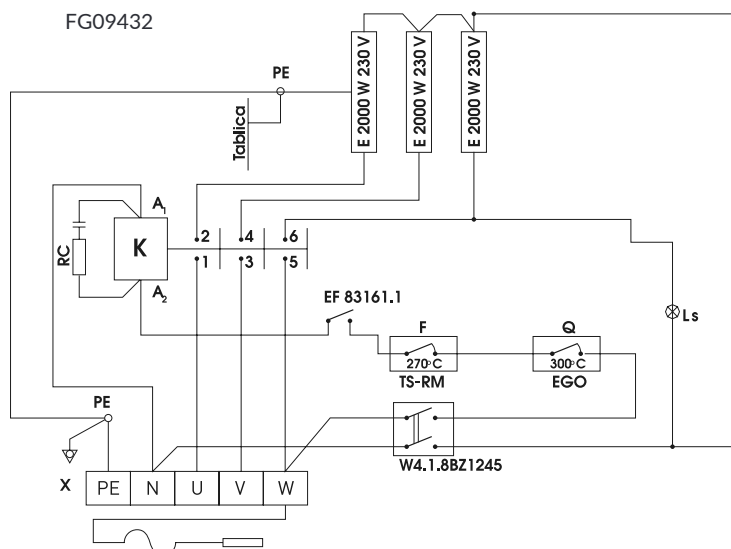 FG09432
PE
Tablica
E 2000 W 230 V
E 2000 W 230 V
E 2000 W 230 V
A1
K
RC
A2
2
4
6
1
3
5
EF 83161.1
F
270°C
TS-RM
Q
300°C
EGO
Ls
PE
W4.1.8BZ1245
X
PE
N
U
V
W